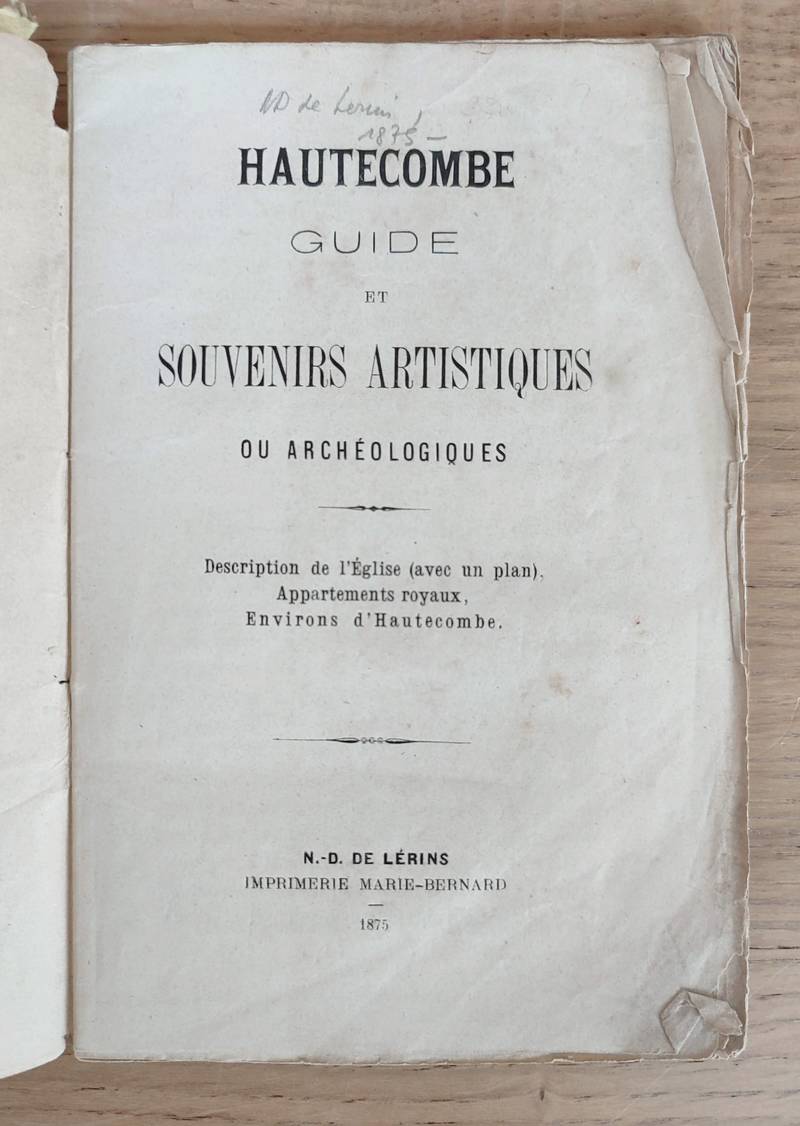 ND de Lerins,
1875 —
HAUTECOMBE
GUIDE
ET
SOUVENIRS ARTISTIQUES
OU ARCHÉOLOGIQUES
Description de l'Église (avec un plan),
Appartements royaux,
Environs d'Hautecombe.
N.-D. DE LÉRINS
IMPRIMERIE MARIE-BERNARD
1875